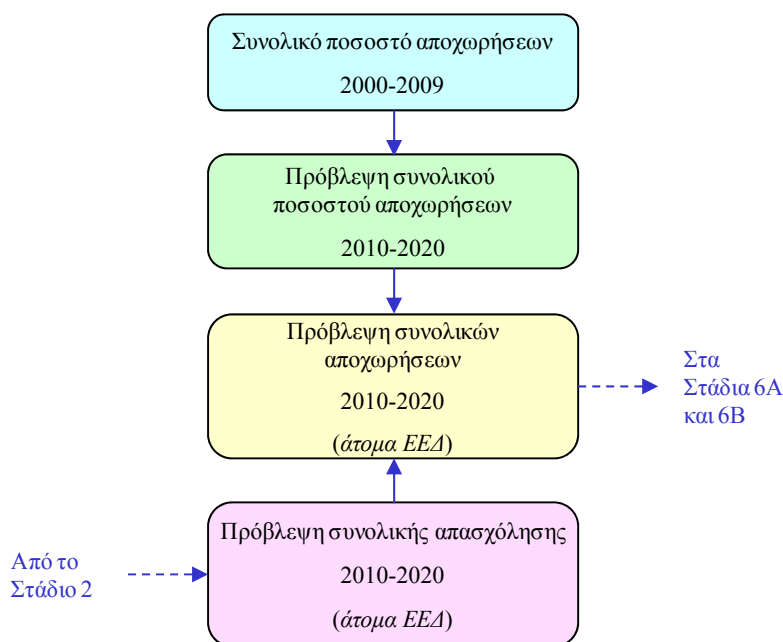 Συνολικό ποσοστό αποχωρήσεων
2000-2009
Πρόβλεψη συνολικού
ποσοστού αποχωρήσεων
2010-2020
Πρόβλεψη συνολικών
αποχωρήσεων
2010-2020
(άτομα ΕΕΔ)
Στα
Στάδια 6Α
και 6Β
Πρόβλεψη συνολικής απασχόλησης
2010-2020
(άτομα ΕΕΔ)
Από το
Στάδιο 2